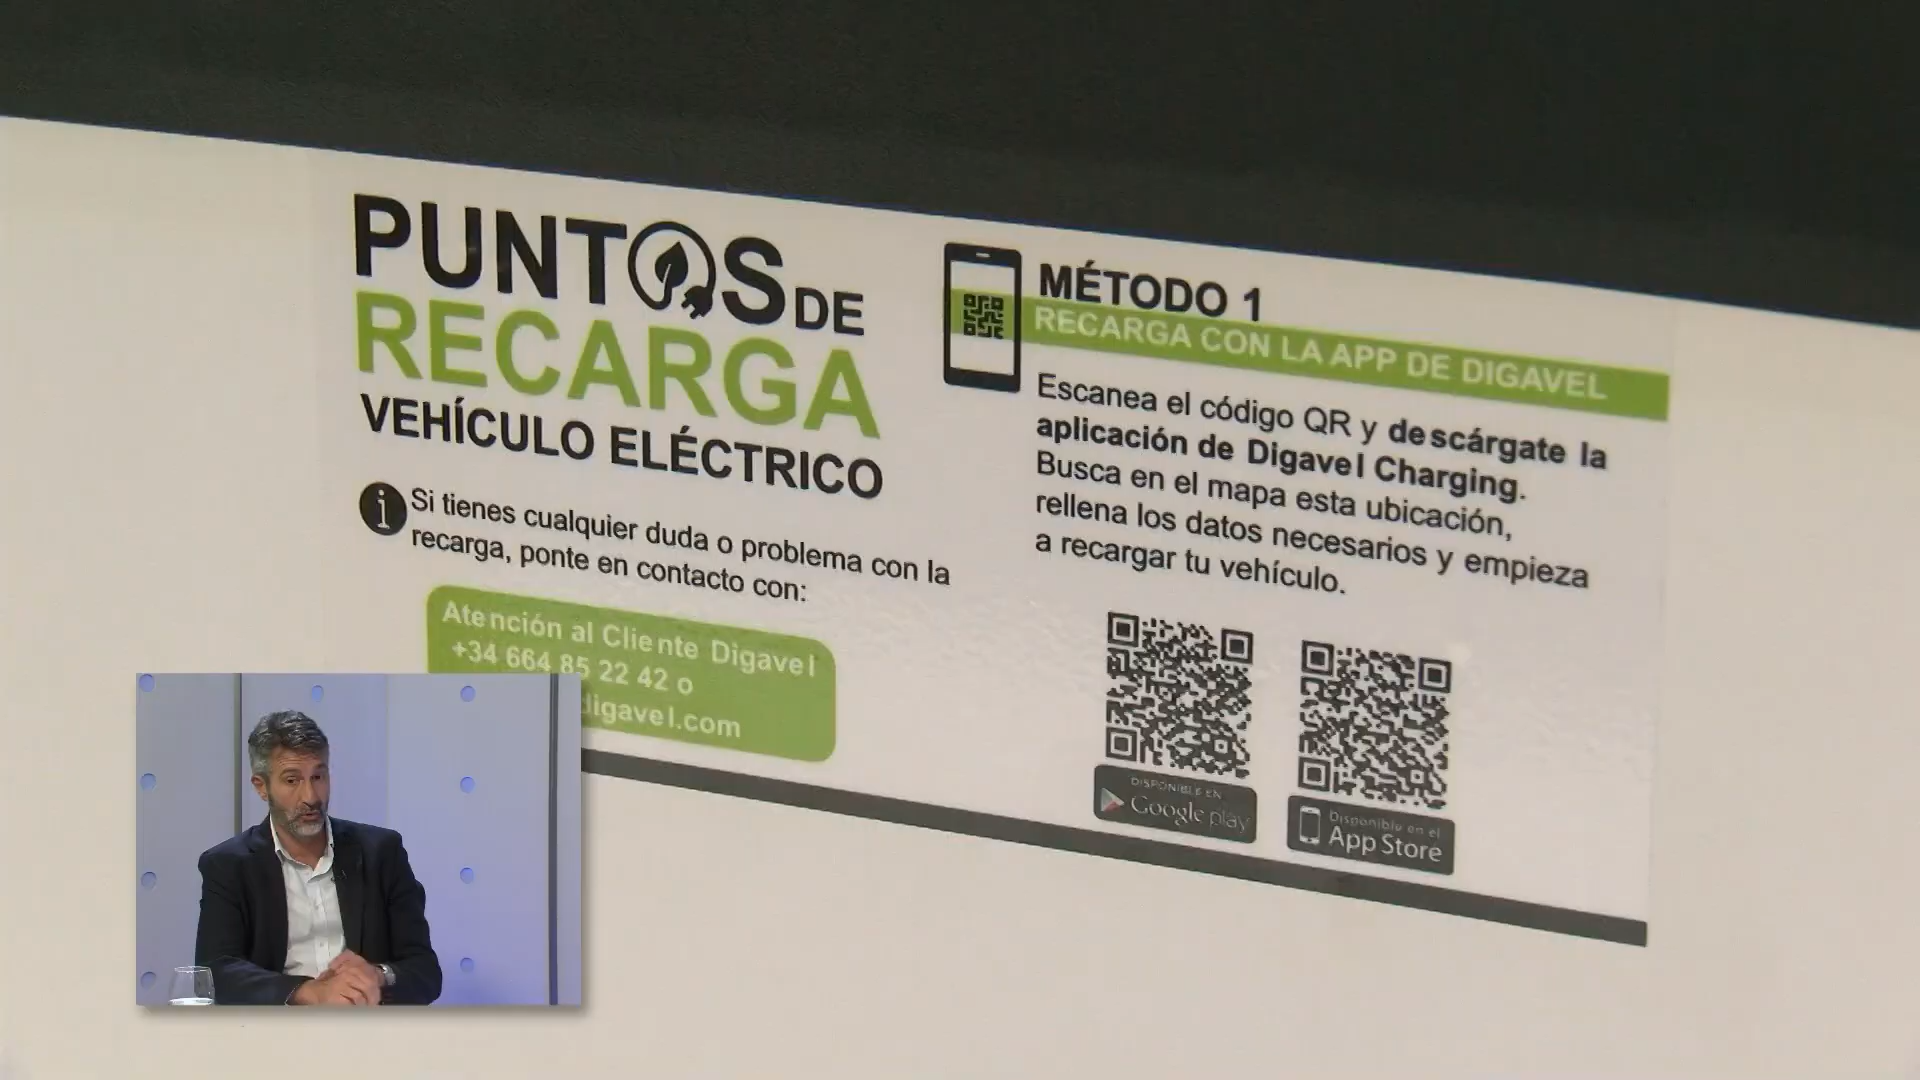 PUNTOS DE
RECARGA
VEHÍCULO ELÉCTRICO
i Si tienes cualquier duda o problema con la
recarga, ponte en contacto con:
Atención al Cliente Digavel
+34 664 85 22 42 o
digavel.com
MÉTODO 1
RECARGA CON LA APP DE DIGAVEL
Escanea el código QR y descárgate la
aplicación de Digavel Charging.
Busca en el mapa esta ubicación,
rellena los datos necesarios y empieza
a recargar tu vehículo.
DISPONIBLE EN
Google play
Disponible en el
App Store